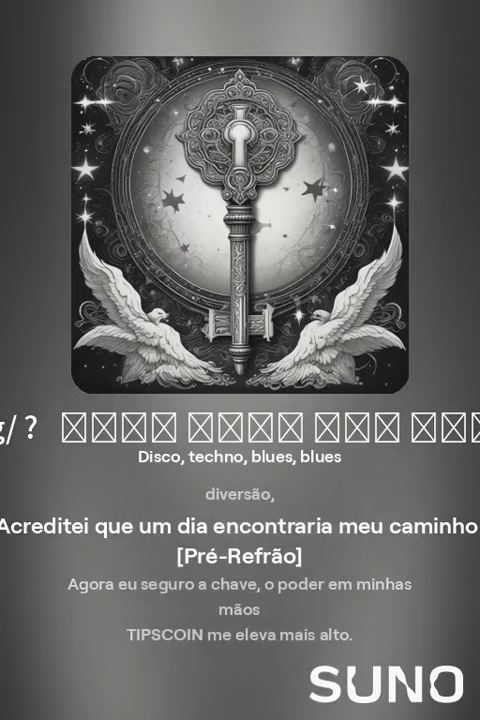 g/ ?
Disco, techno, blues, blues
diversão,
Acreditei que um dia encontraria meu caminho
[Pré-Refrão]
Agora eu seguro a chave, o poder em minhas
mãos
TIPSCOIN me eleva mais alto.
SUNO